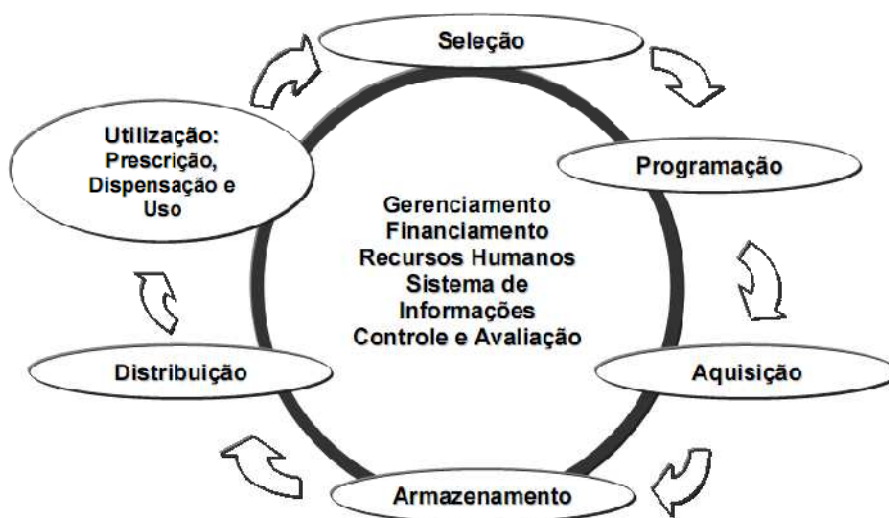 Seleção
Programação
Aquisição
Armazenamento
Distribuição
Utilização:
Prescrição,
Dispensação e
Uso
Gerenciamento
Financiamento
Recursos Humanos
Sistema de
Informações
Controle e Avaliação